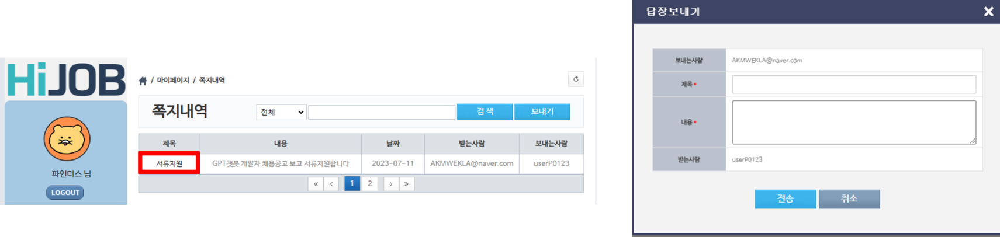 HiJOB
파인더스 님
LOGOUT
/ 마이페이지 / 쪽지내역
쪽지내역 전체 검 색 보내기
제목 내용 날짜 받는사람 보내는사람
서류지원 GPT챗봇 개발자 채용공고 보고 서류지원합니다 2023-07-11 AKMWEKLA@naver.com userP0123
« ‹ 1 2 › »
답장보내기
보내는사람 AKMWEKLA@naver.com
제목•
내용•
받는사람 userP0123
전송 취소